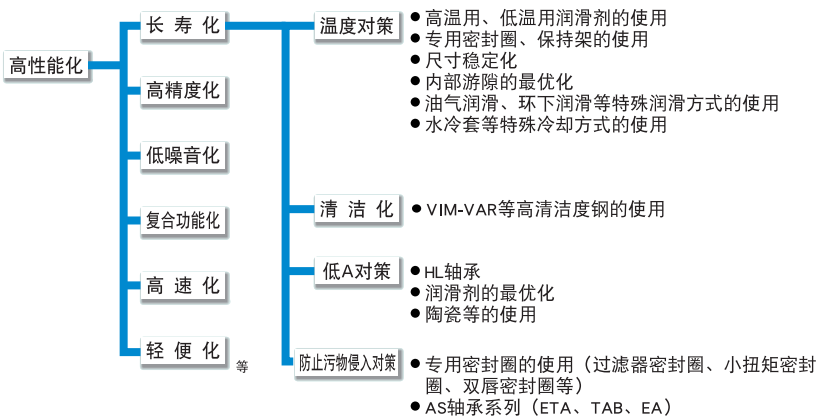 高性能化
长寿化
高精度化
低噪音化
复合功能化
高速化
轻便化
等
温度对策
● 高温用、低温用润滑剂的使用
● 专用密封圈、保持架的使用
● 尺寸稳定化
● 内部游隙的最优化
● 油气润滑、环下润滑等特殊润滑方式的使用
● 水冷套等特殊冷却方式的使用
清洁化
● VIM-VAR等高清洁度钢的使用
低A对策
● HL轴承
● 润滑剂的最优化
● 陶瓷等的使用
防止污物侵入对策
● 专用密封圈的使用（过滤器密封圈、小扭矩密封
圈、双唇密封圈等）
● AS轴承系列（ETA、TAB、EA）